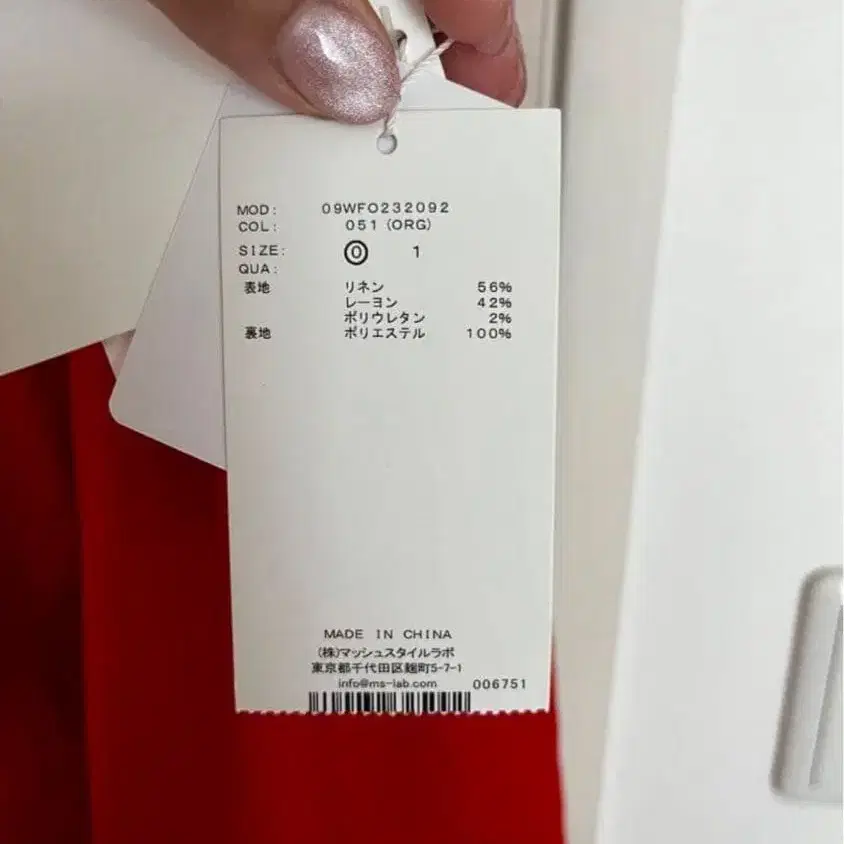 MOD: 09WFO232092
COL: 051 (ORG)
SIZE: 0 1
QUA:
表地 リネン 56%
レーヨン 42%
ポリウレタン 2%
裏地 ポリエステル 100%
MADE IN CHINA
(株)マッシュスタイルラボ
東京都千代田区麹町5-7-1
info@ms-lab.com 006751